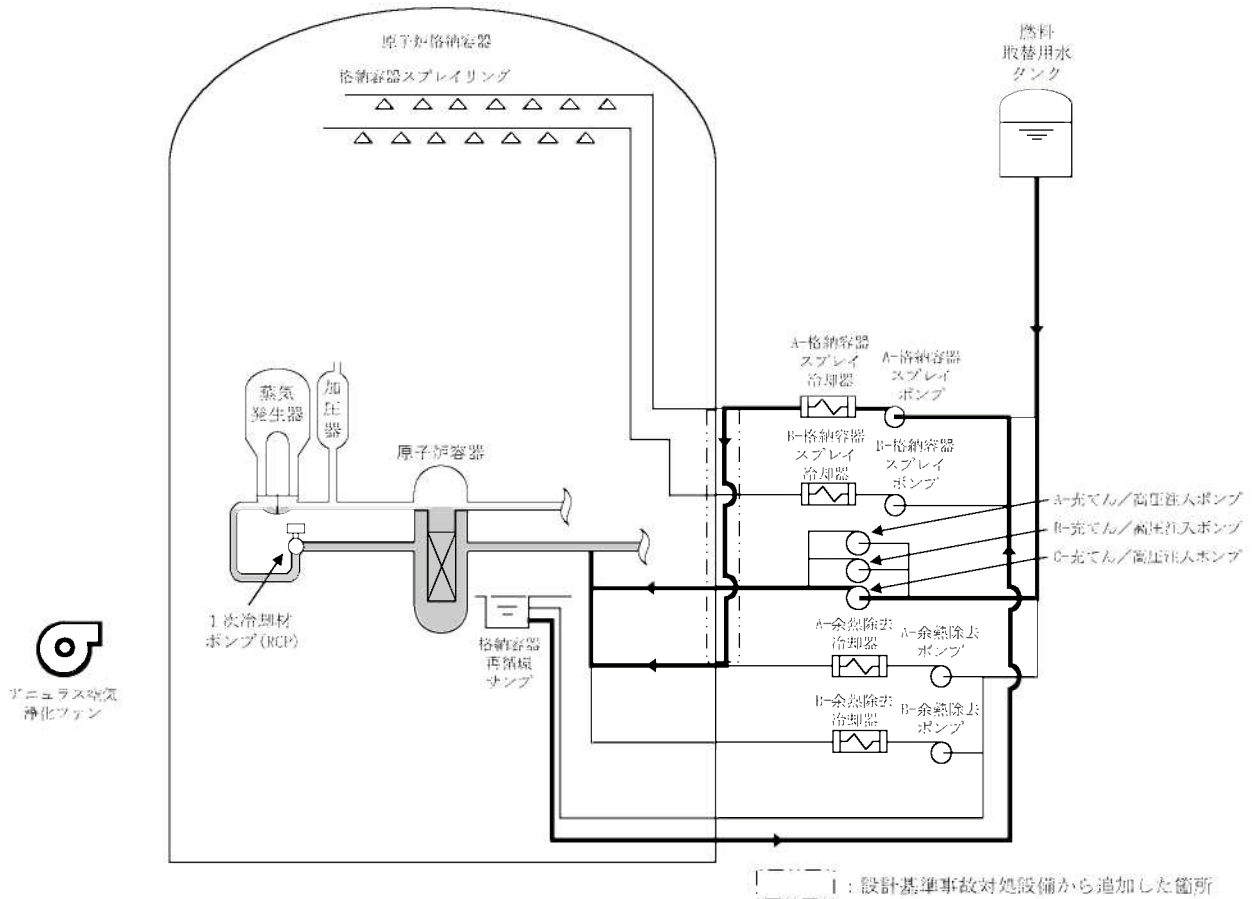 原子炉格納容器
格納容器スプレイリング
燃料
取替用水
タンク
A-格納容器
スプレイ
冷却器
A-格納容器
スプレイ
ポンプ
B-格納容器
スプレイ
冷却器
B-格納容器
スプレイ
ポンプ
蒸気
発生器
加
圧
器
原子炉容器
A-充てん／高圧注入ポンプ
B-充てん／高圧注入ポンプ
C-充てん／高圧注入ポンプ
1次冷却材
ポンプ(RCP)
格納容器
再循環
サンプ
A-余熱除去
冷却器
A-余熱除去
ポンプ
B-余熱除去
冷却器
B-余熱除去
ポンプ
アニュラス空気
浄化ファン
：設計基準事故対処設備から追加した箇所